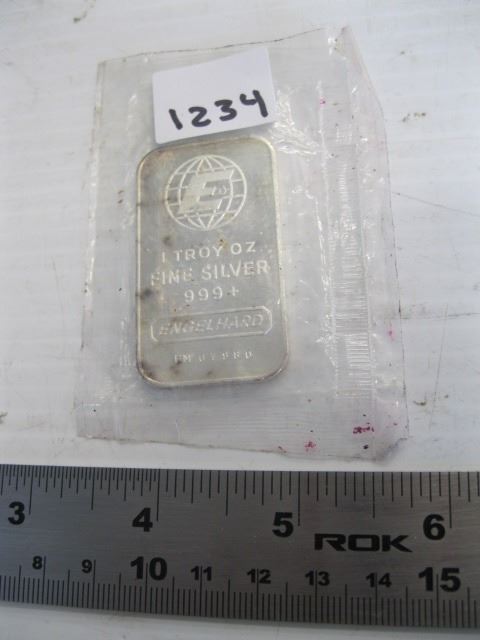 1234
E
1 TROY OZ
FINE SILVER
999+
ENGELHARD
3 4 5 ROK 6
8 9 10 11 12 13 14 15